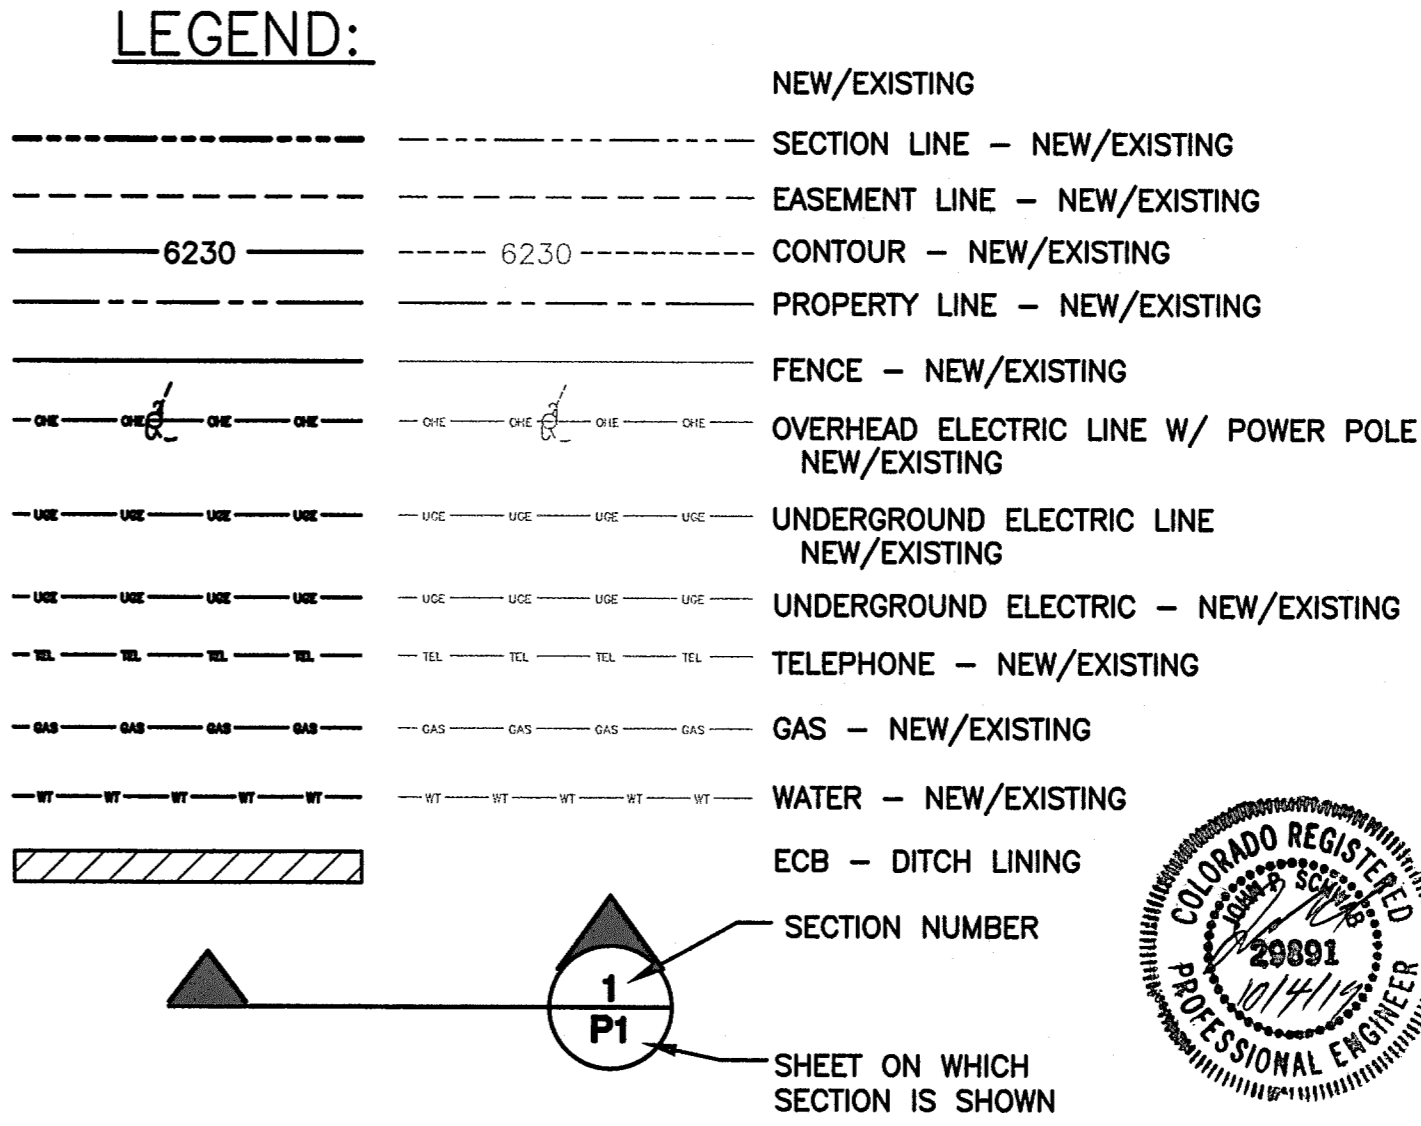 LEGEND:
NEW/EXISTING
SECTION LINE – NEW/EXISTING
EASEMENT LINE – NEW/EXISTING
6230 6230 CONTOUR – NEW/EXISTING
PROPERTY LINE – NEW/EXISTING
FENCE – NEW/EXISTING
OHE OHE OHE OHE OHE OHE OHE OHE OVERHEAD ELECTRIC LINE W/ POWER POLE
NEW/EXISTING
UGE UGE UGE UGE UGE UGE UGE UGE UNDERGROUND ELECTRIC LINE
NEW/EXISTING
UGE UGE UGE UGE UGE UGE UGE UGE UNDERGROUND ELECTRIC – NEW/EXISTING
TEL TEL TEL TEL TEL TEL TEL TEL TELEPHONE – NEW/EXISTING
GAS GAS GAS GAS GAS GAS GAS GAS GAS – NEW/EXISTING
WT WT WT WT WT WT WT WT WT WT WATER – NEW/EXISTING
ECB – DITCH LINING
SECTION NUMBER
1
P1
SHEET ON WHICH
SECTION IS SHOWN
COLORADO REGISTERED
JOHN P. SCHWAB
29891
10/4/19
PROFESSIONAL ENGINEER